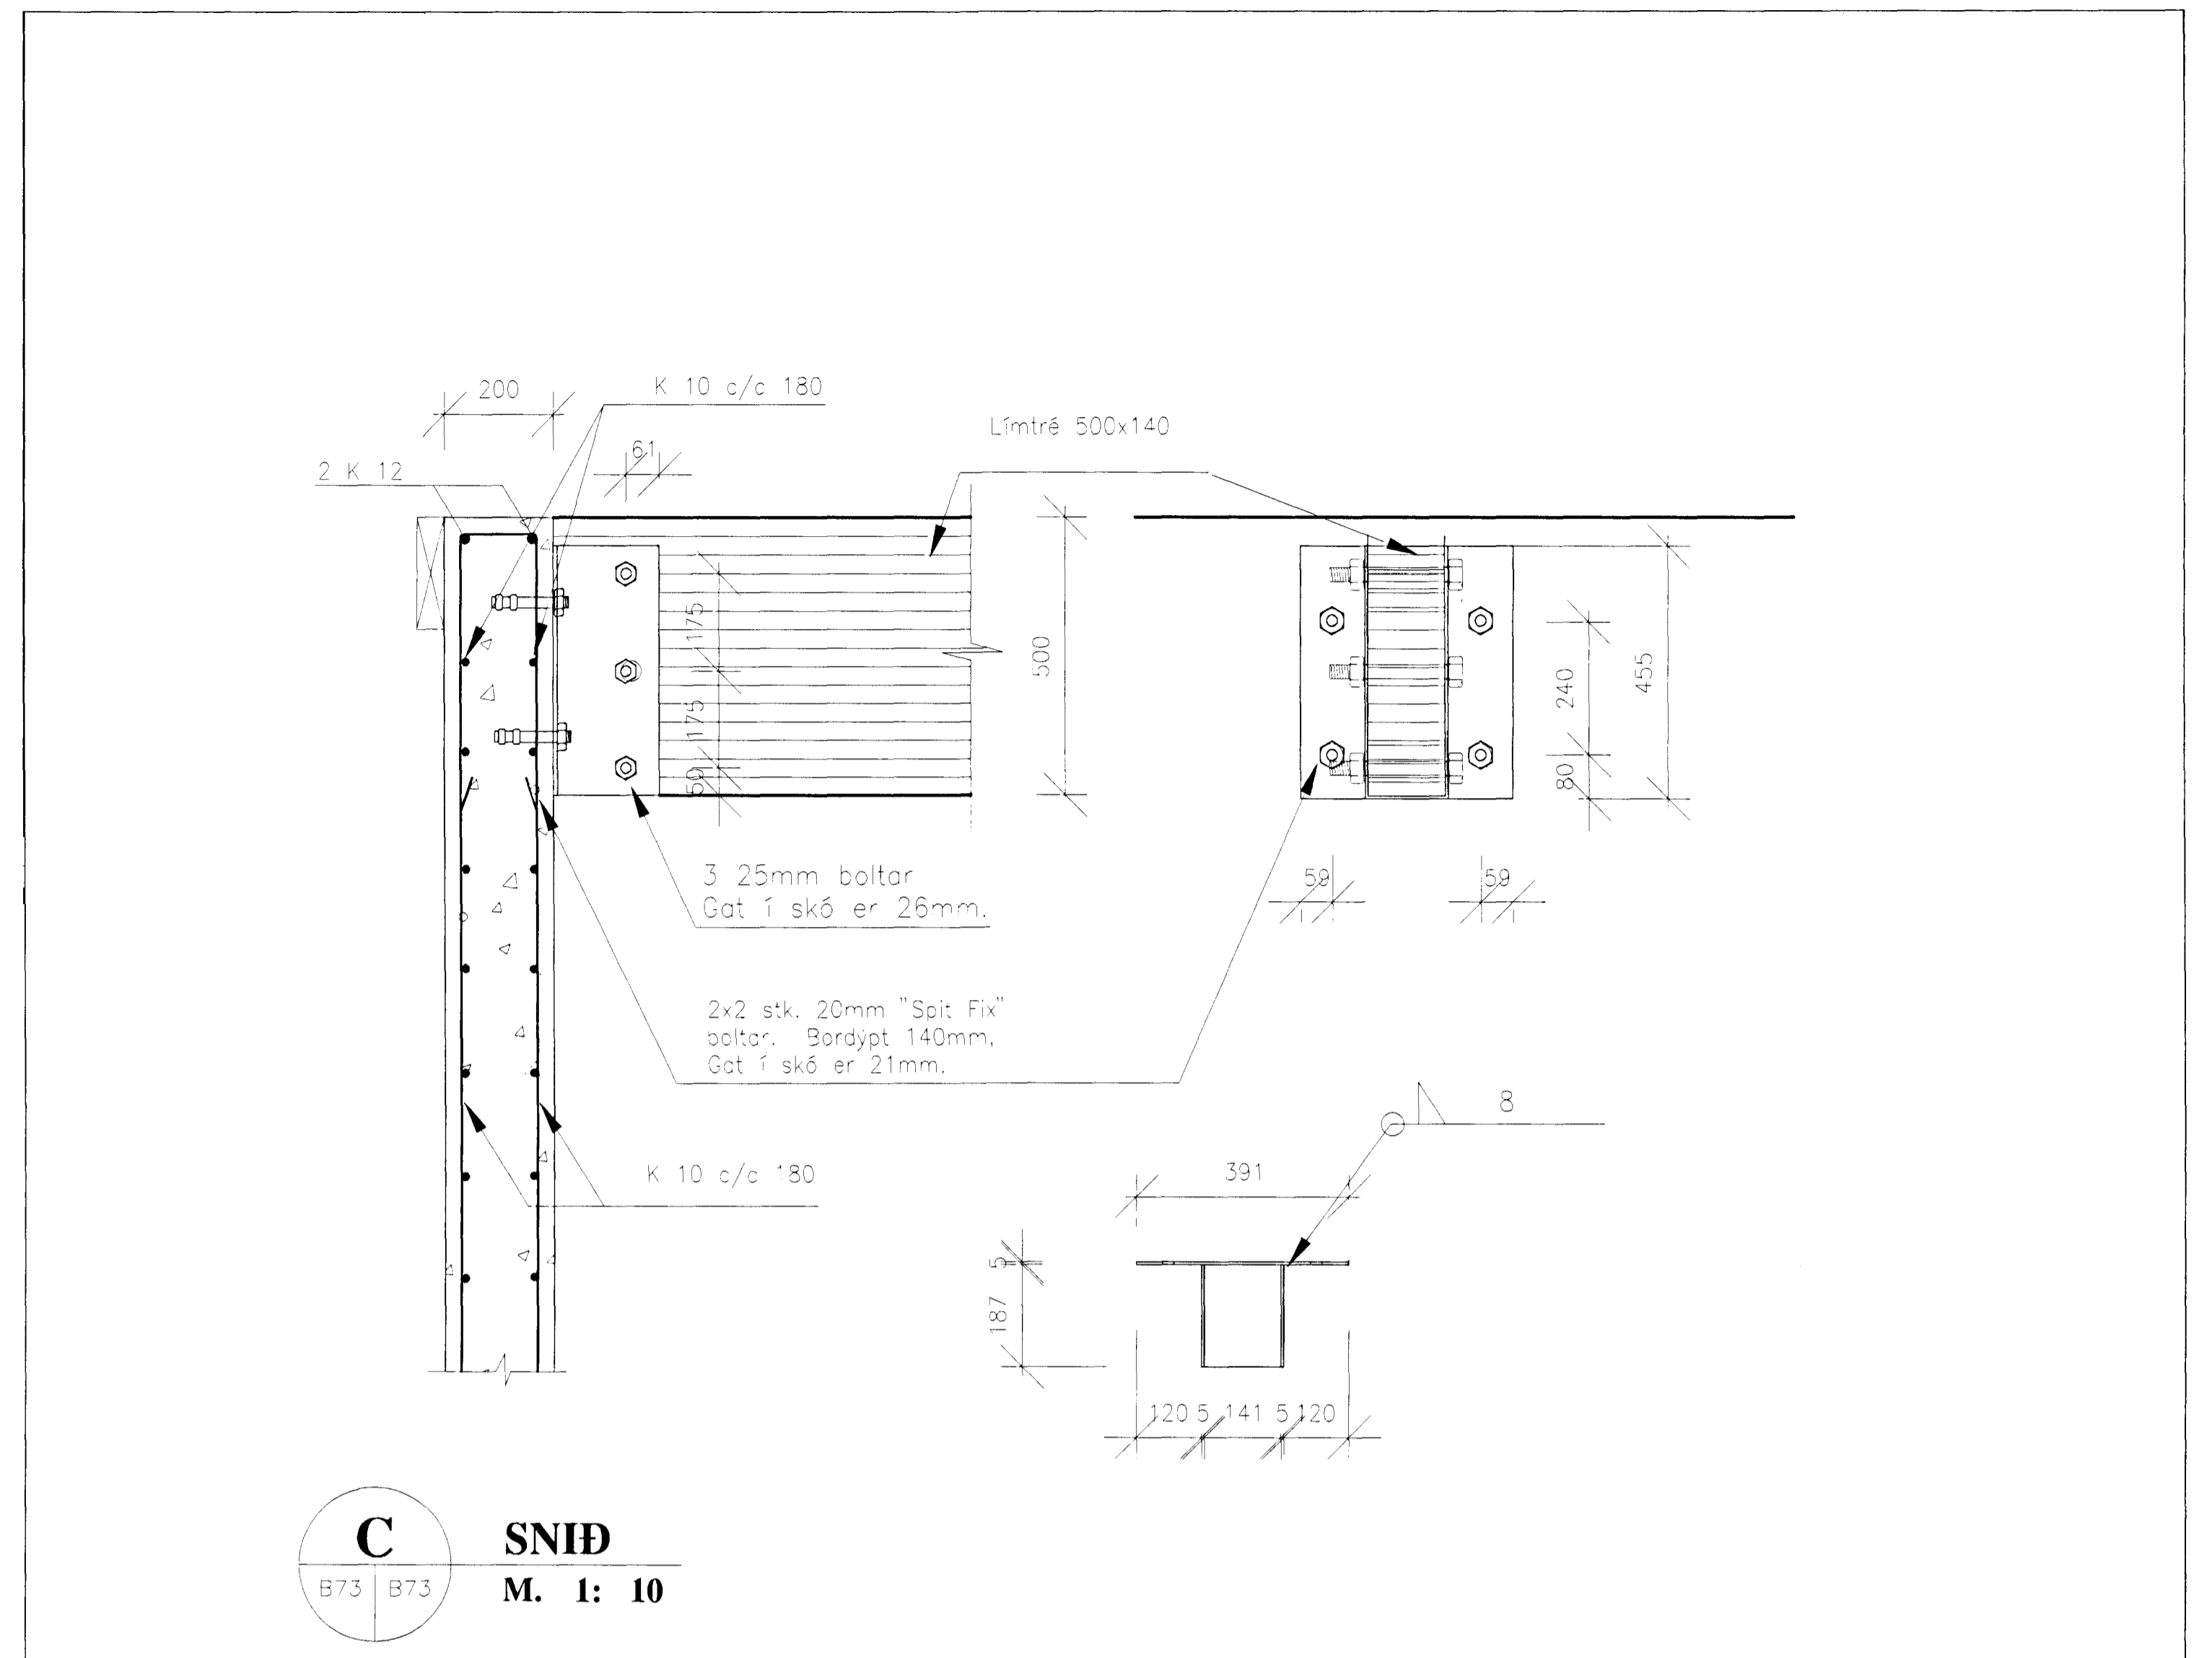 200
K 10 c/c 180
Límtré 500x140
61
2 K 12
175
175
50
500
240
455
80
59
59
3 25mm boltar
Gat í skó er 26mm.
2x2 stk. 20mm "Spit Fix"
boltar. Bordýpt 140mm,
Gat í skó er 21mm.
8
K 10 c/c 180
391
5
187
120 5 141 5 120
C
SNIÐ
B73 B73
M. 1: 10